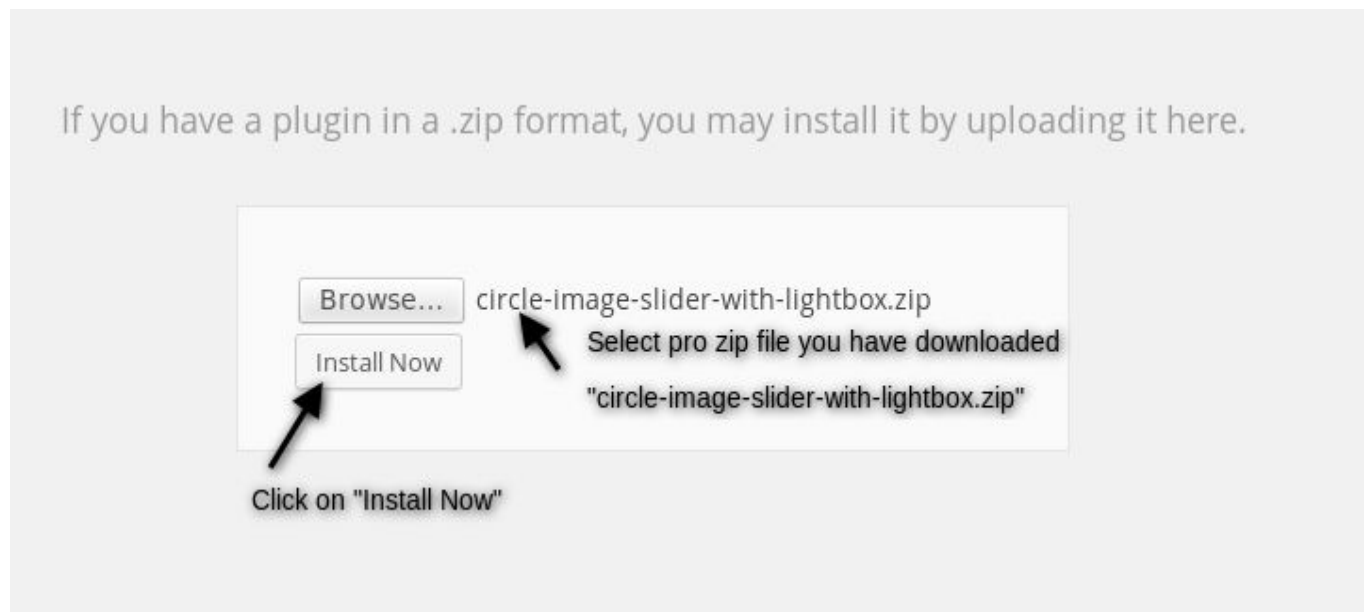 If you have a plugin in a .zip format, you may install it by uploading it here.
Browse... circle-image-slider-with-lightbox.zip
Select pro zip file you have downloaded
Install Now
"circle-image-slider-with-lightbox.zip"
Click on "Install Now"